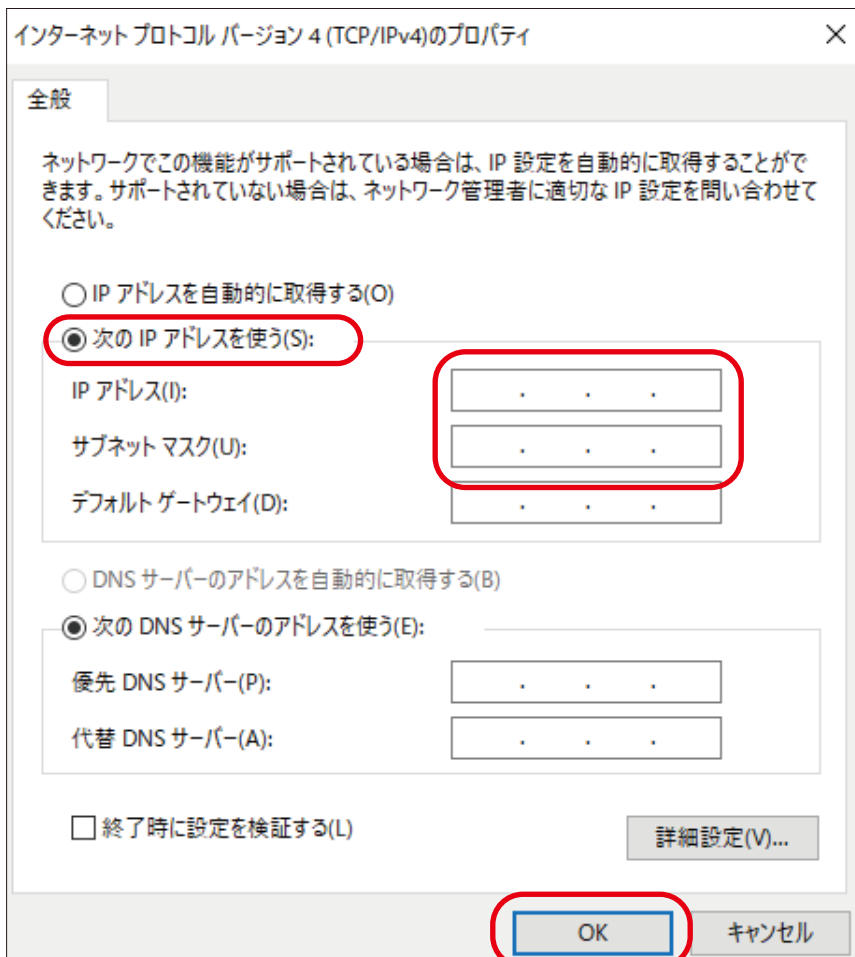 インターネット プロトコル バージョン 4 (TCP/IPv4)のプロパティ
全般
ネットワークでこの機能がサポートされている場合は、IP 設定を自動的に取得することがで
きます。サポートされていない場合は、ネットワーク管理者に適切な IP 設定を問い合わせて
ください。
IP アドレスを自動的に取得する(O)
次の IP アドレスを使う(S):
IP アドレス(I):
サブネット マスク(U):
デフォルト ゲートウェイ(D):
DNS サーバーのアドレスを自動的に取得する(B)
次の DNS サーバーのアドレスを使う(E):
優先 DNS サーバー(P):
代替 DNS サーバー(A):
終了時に設定を検証する(L)
詳細設定(V)...
OK
キャンセル